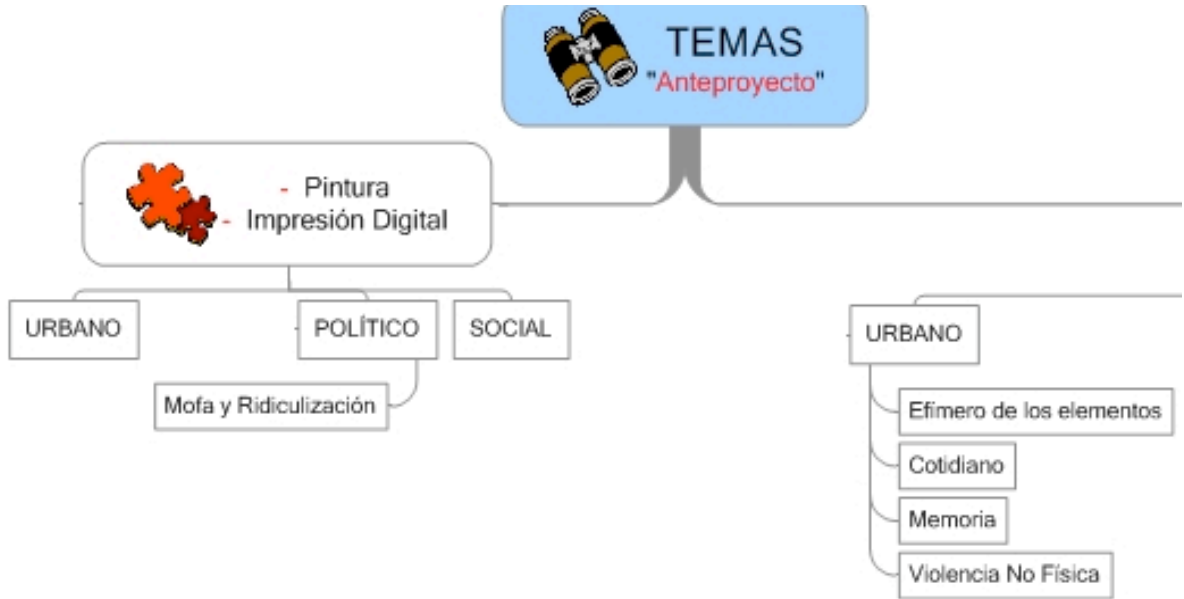 TEMAS
"Anteproyecto"
- Pintura
- Impresión Digital
URBANO
POLÍTICO
SOCIAL
Mofa y Ridiculización
URBANO
Efímero de los elementos
Cotidiano
Memoria
Violencia No Física